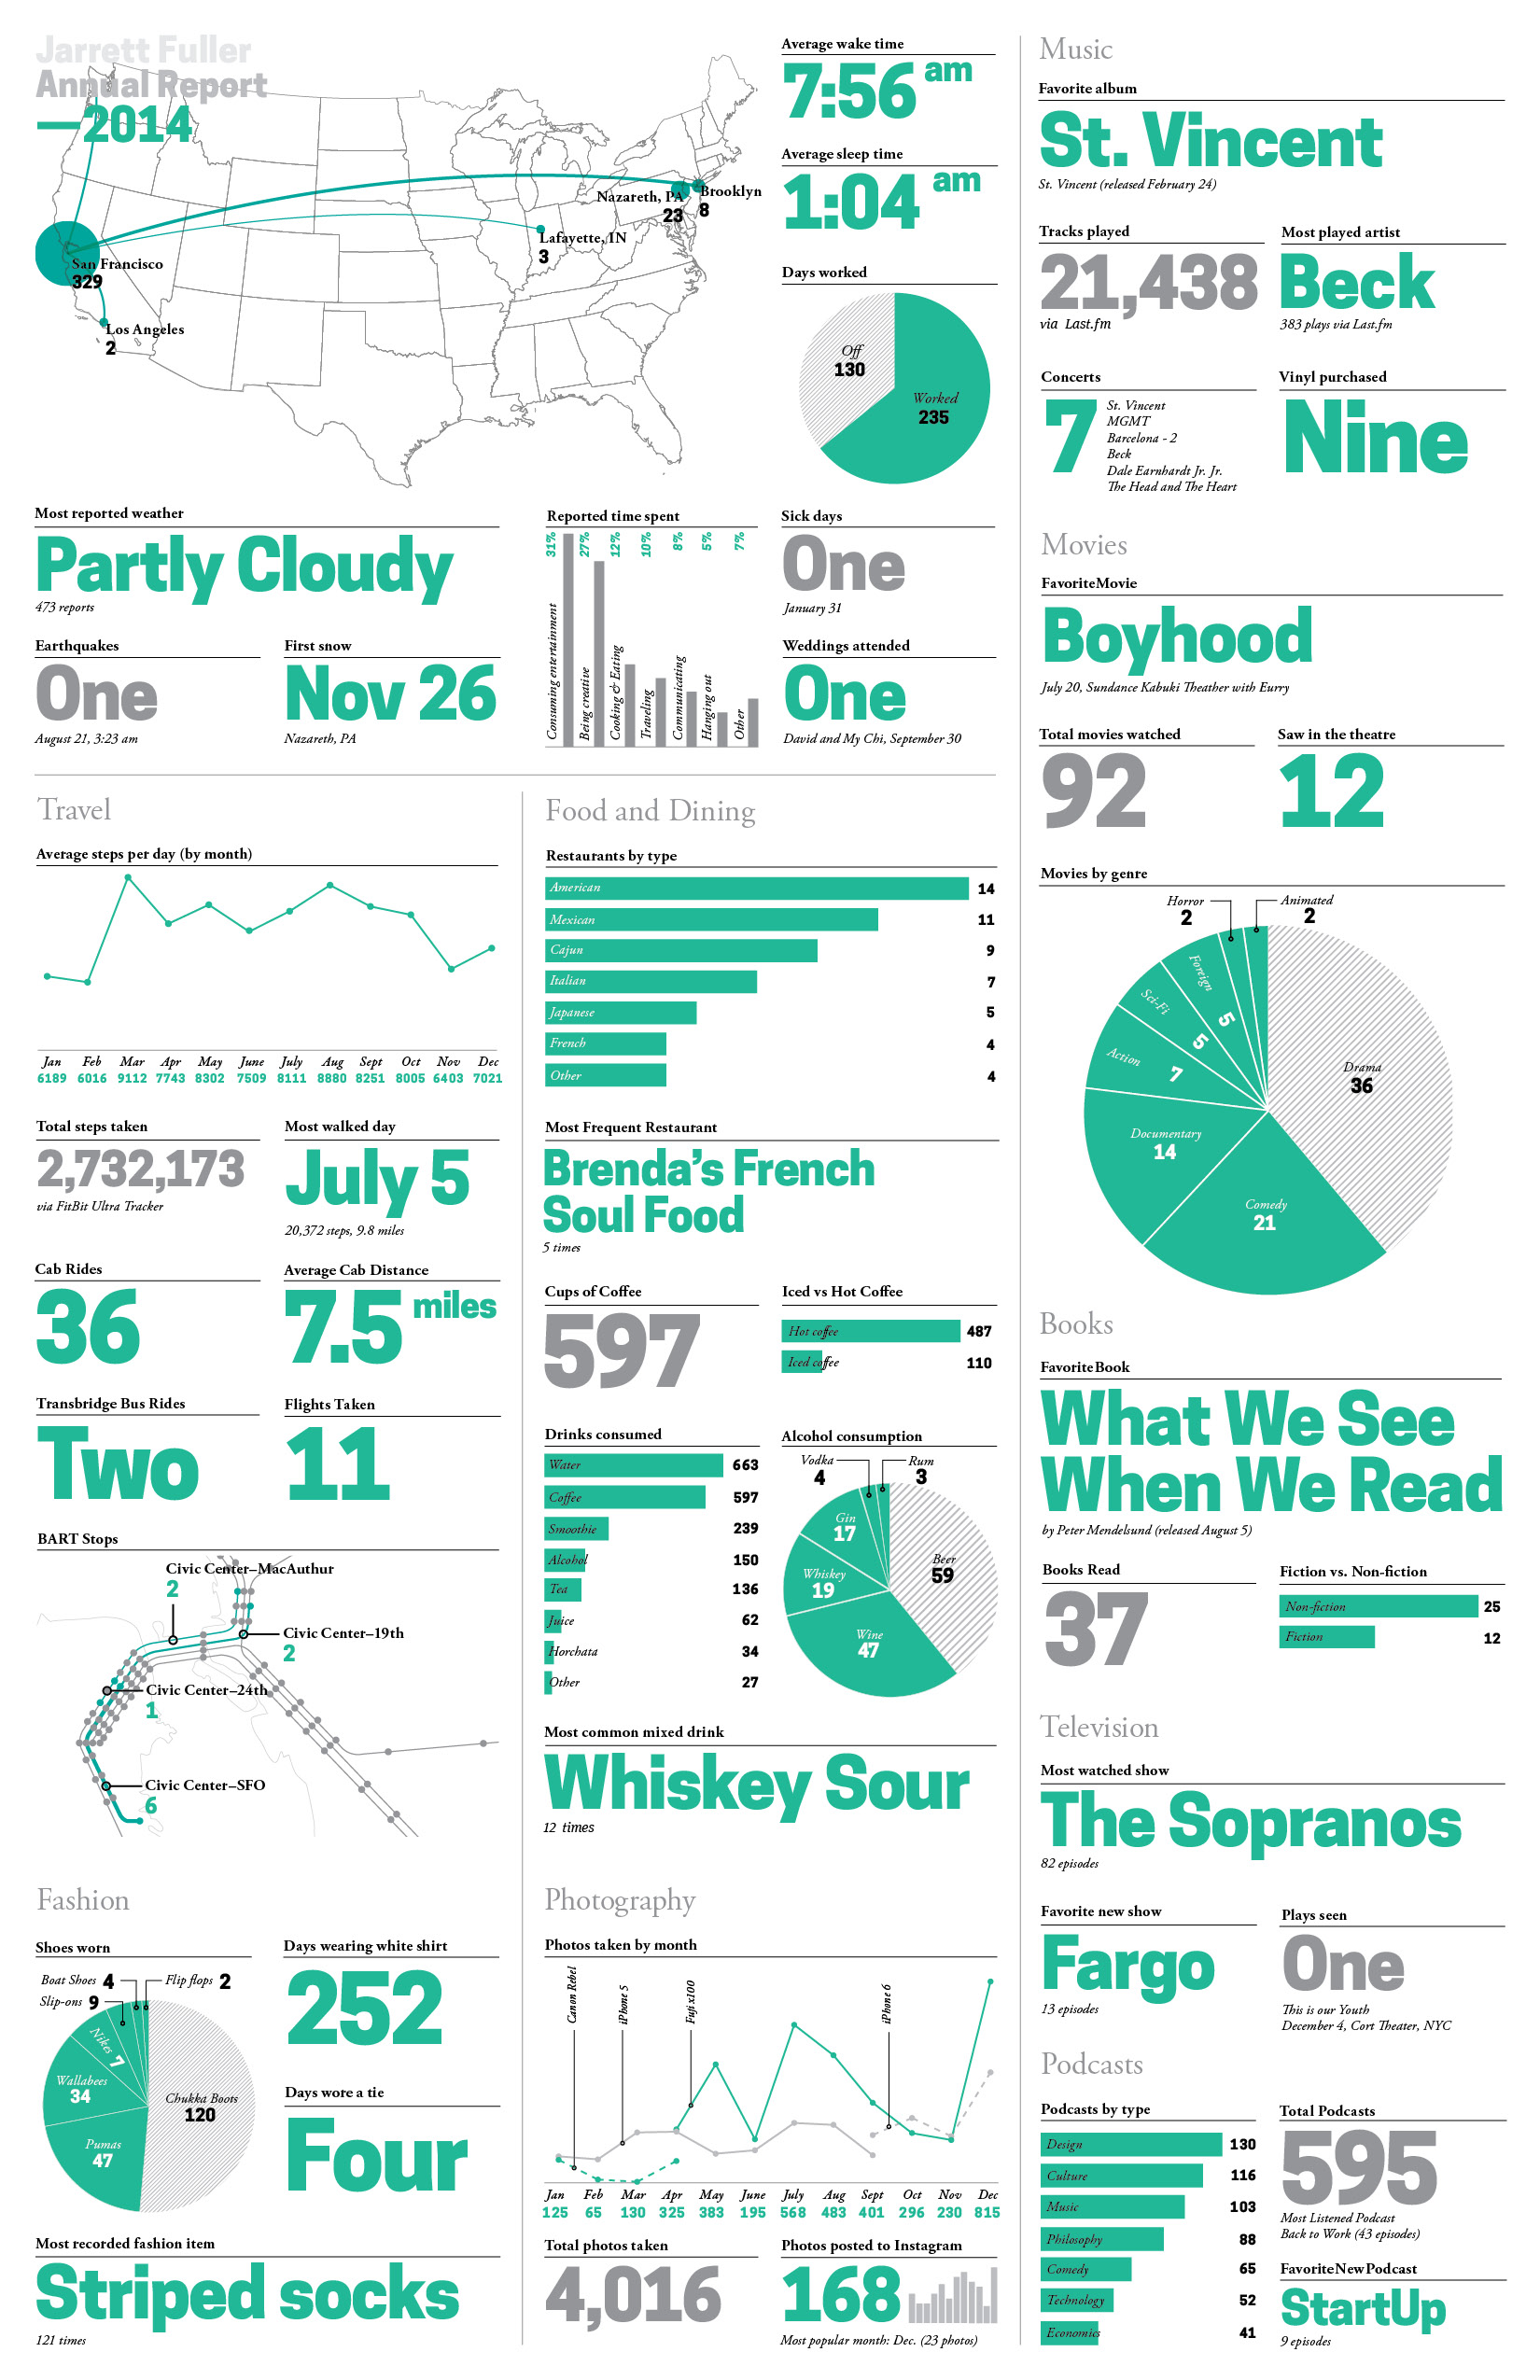 Jarrett Fuller
Annual Report
—2014
San Francisco
329
Los Angeles
2
Lafayette, IN
3
Nazareth, PA
23
Brooklyn
8
Average wake time
7:56 am
Average sleep time
1:04 am
Days worked
Off
130
Worked
235
Most reported weather
Partly Cloudy
473 reports
Earthquakes
One
August 21, 3:23 am
First snow
Nov 26
Nazareth, PA
Reported time spent
31% 27% 12% 10% 8% 5% 7%
Consuming entertainment
Being creative
Cooking & Eating
Traveling
Communicating
Hanging out
Other
Sick days
One
January 31
Weddings attended
One
David and My Chi, September 30
Travel
Average steps per day (by month)
Jan Feb Mar Apr May June July Aug Sept Oct Nov Dec
6189 6016 9112 7743 8302 7509 8111 8880 8251 8005 6403 7021
Total steps taken
2,732,173
via FitBit Ultra Tracker
Most walked day
July 5
20,372 steps, 9.8 miles
Cab Rides
36
Average Cab Distance
7.5 miles
Transbridge Bus Rides
Two
Flights Taken
11
BART Stops
Civic Center–MacAuthur
2
Civic Center–19th
2
Civic Center–24th
1
Civic Center–SFO
6
Fashion
Shoes worn
Boat Shoes 4
Flip flops 2
Slip-ons 9
Nikes 7
Wallabees
34
Pumas
47
Chukka Boots
120
Days wearing white shirt
252
Days wore a tie
Four
Most recorded fashion item
Striped socks
121 times
Food and Dining
Restaurants by type
American 14
Mexican 11
Cajun 9
Italian 7
Japanese 5
French 4
Other 4
Most Frequent Restaurant
Brenda's French
Soul Food
5 times
Cups of Coffee
597
Iced vs Hot Coffee
Hot coffee 487
Iced coffee 110
Drinks consumed
Water 663
Coffee 597
Smoothie 239
Alcohol 150
Tea 136
Juice 62
Horchata 34
Other 27
Alcohol consumption
Vodka
4
Rum
3
Gin
17
Whiskey
19
Wine
47
Beer
59
Most common mixed drink
Whiskey Sour
12 times
Photography
Photos taken by month
Canon Rebel
iPhone 5
Fuji x100
iPhone 6
Jan Feb Mar Apr May June July Aug Sept Oct Nov Dec
125 65 130 325 383 195 568 483 401 296 230 815
Total photos taken
4,016
Photos posted to Instagram
168
Most popular month: Dec. (23 photos)
Music
Favorite album
St. Vincent
St. Vincent (released February 24)
Tracks played
21,438
via Last.fm
Most played artist
Beck
383 plays via Last.fm
Concerts
7
St. Vincent
MGMT
Barcelona - 2
Beck
Dale Earnhardt Jr. Jr.
The Head and The Heart
Vinyl purchased
Nine
Movies
Favorite Movie
Boyhood
July 20, Sundance Kabuki Theather with Eurry
Total movies watched
92
Saw in the theatre
12
Movies by genre
Horror
2
Animated
2
Foreign
5
Sci-Fi
5
Action
7
Documentary
14
Comedy
21
Drama
36
Books
Favorite Book
What We See
When We Read
by Peter Mendelsund (released August 5)
Books Read
37
Fiction vs. Non-fiction
Non-fiction 25
Fiction 12
Television
Most watched show
The Sopranos
82 episodes
Favorite new show
Fargo
13 episodes
Plays seen
One
This is our Youth
December 4, Cort Theater, NYC
Podcasts
Podcasts by type
Design 130
Culture 116
Music 103
Philosophy 88
Comedy 65
Technology 52
Economics 41
Total Podcasts
595
Most Listened Podcast
Back to Work (43 episodes)
Favorite New Podcast
StartUp
9 episodes